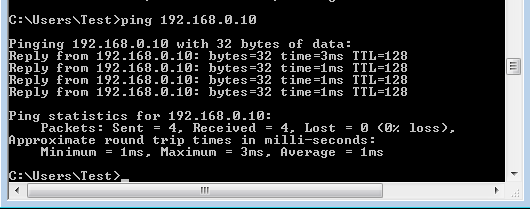 C:\Users\Test>ping 192.168.0.10
Pinging 192.168.0.10 with 32 bytes of data:
Reply from 192.168.0.10: bytes=32 time=3ms TTL=128
Reply from 192.168.0.10: bytes=32 time=1ms TTL=128
Reply from 192.168.0.10: bytes=32 time=1ms TTL=128
Reply from 192.168.0.10: bytes=32 time=1ms TTL=128
Ping statistics for 192.168.0.10:
    Packets: Sent = 4, Received = 4, Lost = 0 (0% loss),
Approximate round trip times in milli-seconds:
    Minimum = 1ms, Maximum = 3ms, Average = 1ms
C:\Users\Test>_